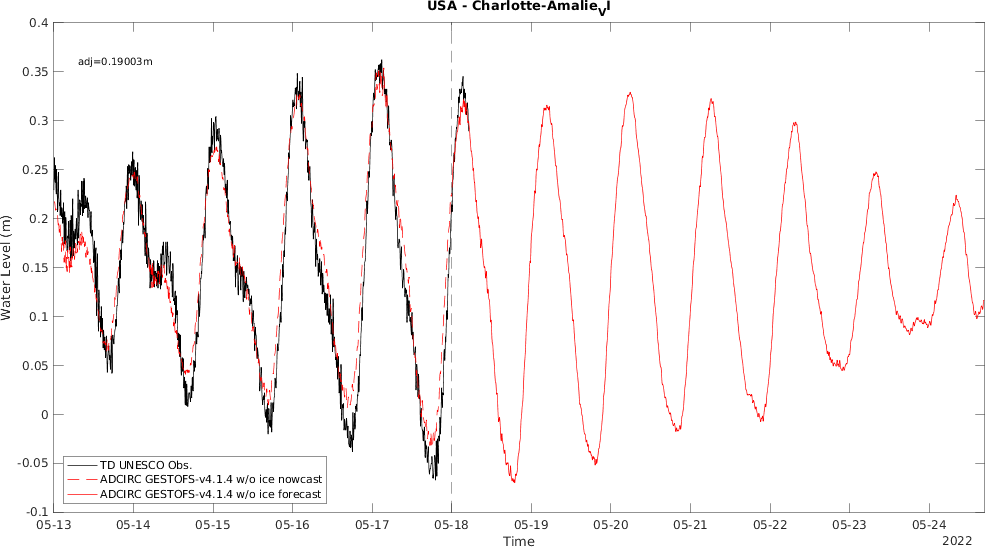 USA - Charlotte-Amalie_VI
adj=0.19003m
0.4
0.35
0.3
0.25
0.2
0.15
0.1
0.05
0
-0.05
-0.1
Water Level (m)
TD UNESCO Obs.
ADCIRC GESTOFS-v4.1.4 w/o ice nowcast
ADCIRC GESTOFS-v4.1.4 w/o ice forecast
05-13 05-14 05-15 05-16 05-17 05-18 05-19 05-20 05-21 05-22 05-23 05-24
Time
2022